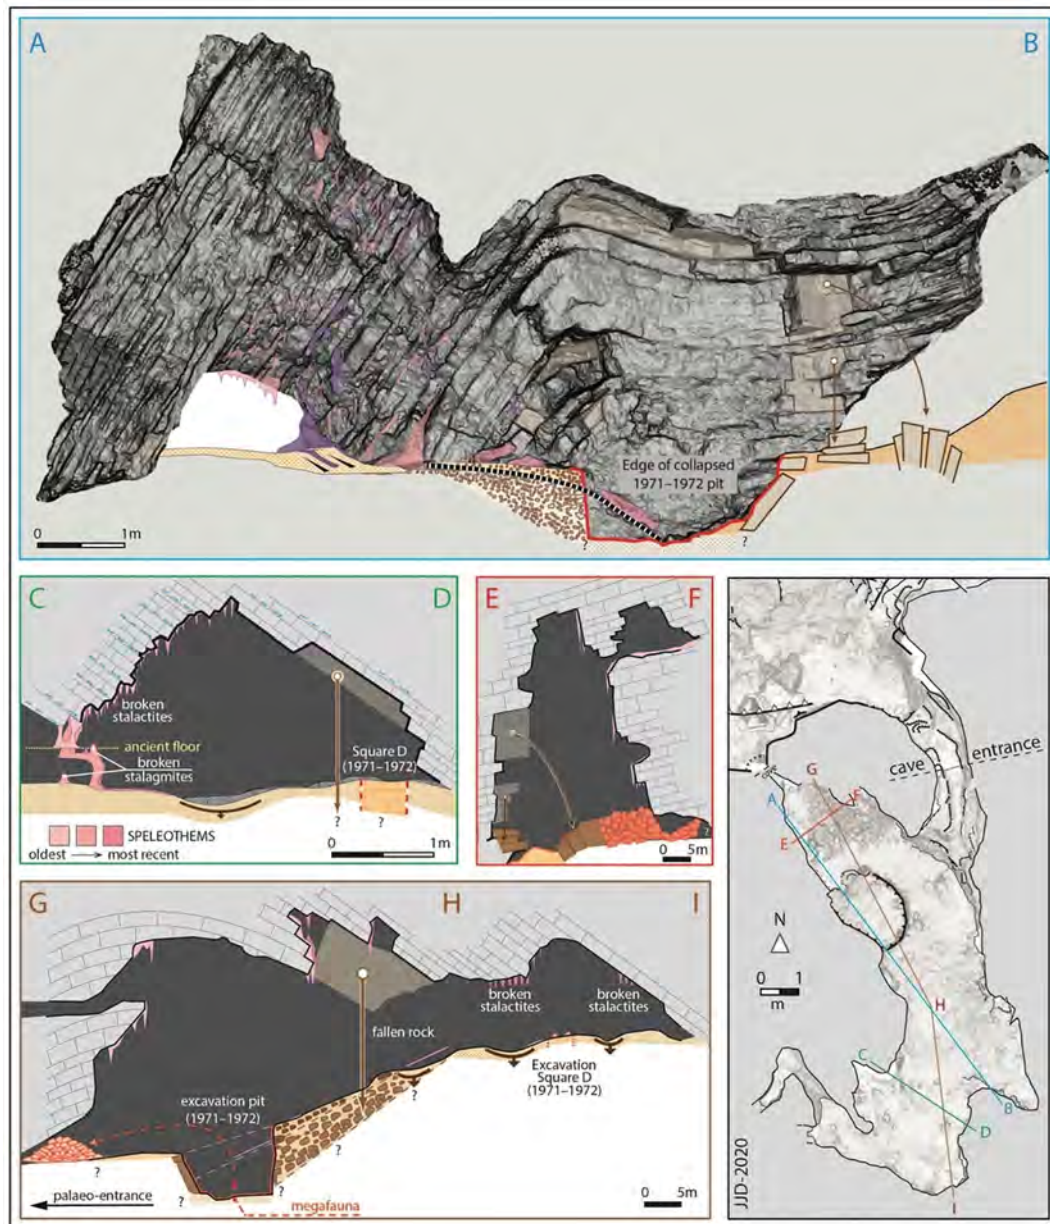 A
B
Edge of collapsed
1971–1972 pit
?
?
0 1m
C
D
broken
stalactites
ancient floor
broken
stalagmites
Square D
(1971–1972)
?
?
SPELEOTHEMS
oldest most recent
0 1m
E
F
?
0 5m
G
H
I
broken
stalactites
broken
stalactites
fallen rock
Excavation
Square D
(1971–1972)
excavation pit
(1971–1972)
?
?
?
?
?
palaeo-entrance
megafauna
0 5m
cave entrance
G
A
F
E
N
0 1
m
H
C
B
D
I
JJD-2020